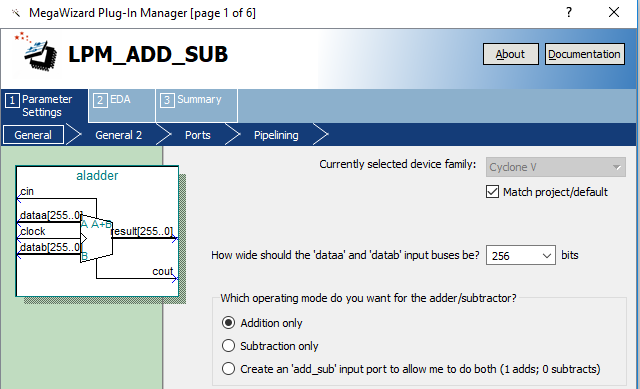 MegaWizard Plug-In Manager [page 1 of 6]
? X
LPM_ADD_SUB
About
Documentation
1 Parameter Settings
2 EDA
3 Summary
General
General 2
Ports
Pipelining
aladder
cin
dataa[255..0]
clock
datab[255..0]
A A+B
B
result[255..0]
cout
Currently selected device family:
Cyclone V
Match project/default
How wide should the 'dataa' and 'datab' input buses be?
256
bits
Which operating mode do you want for the adder/subtractor?
Addition only
Subtraction only
Create an 'add_sub' input port to allow me to do both (1 adds; 0 subtracts)